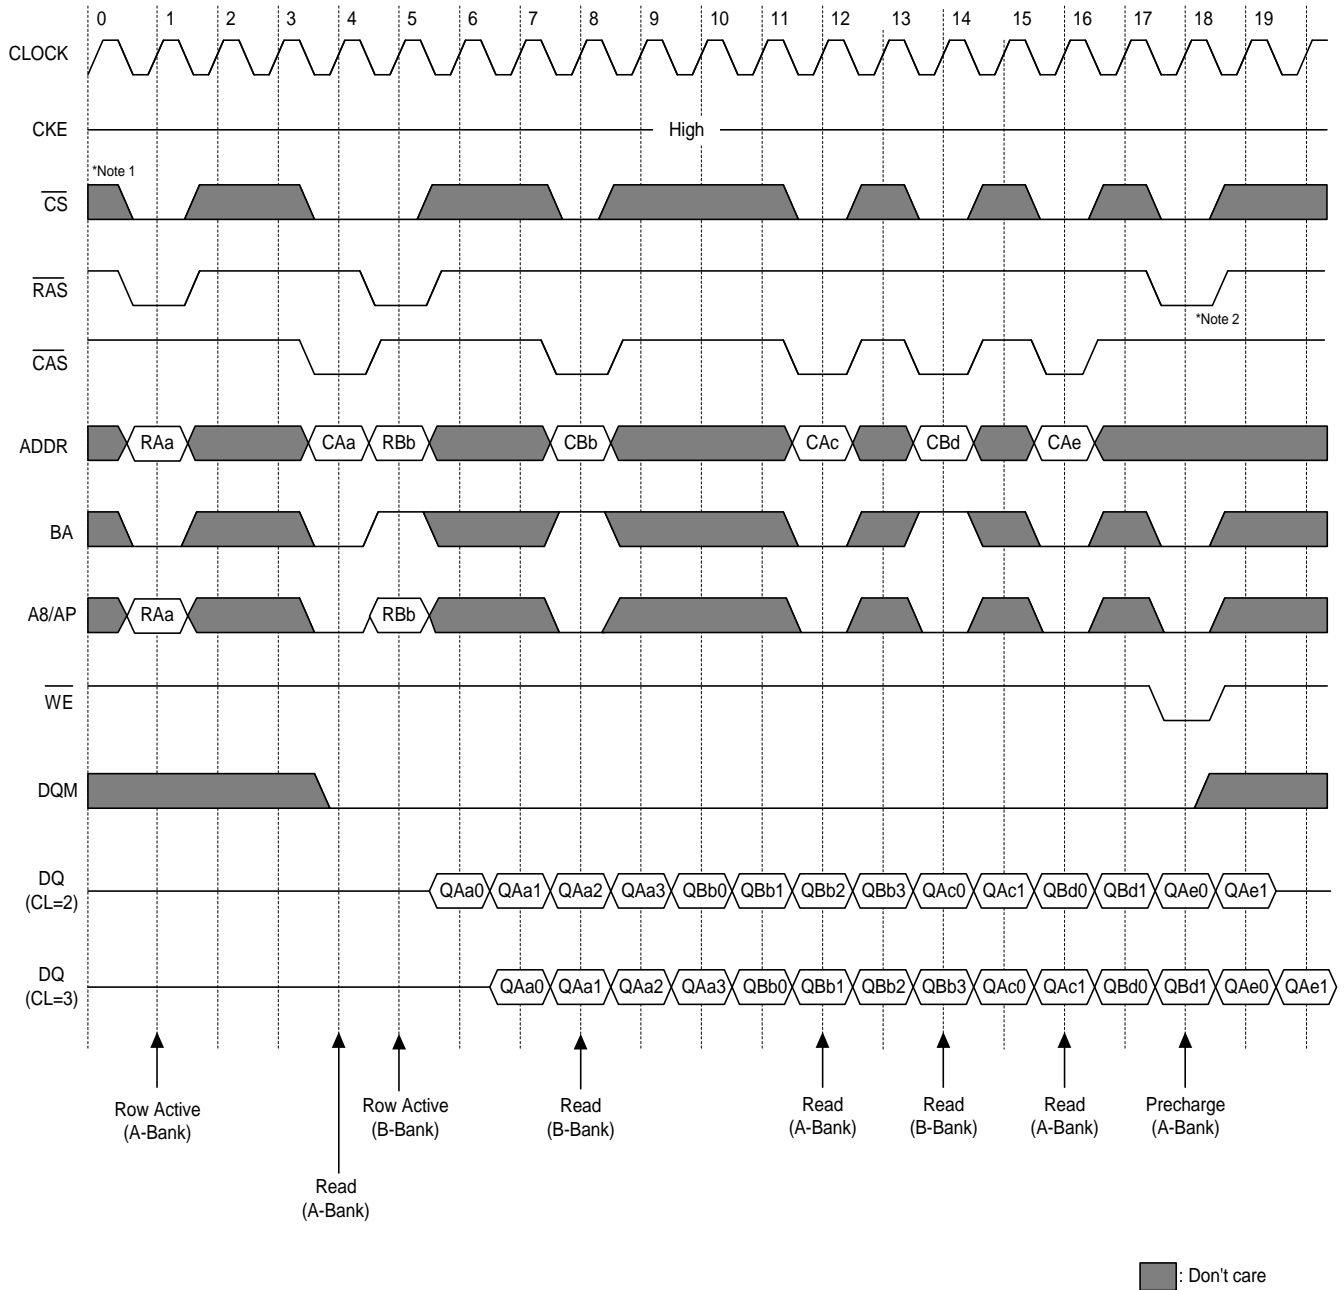 0 1 2 3 4 5 6 7 8 9 10 11 12 13 14 15 16 17 18 19
CLOCK
CKE High
*Note 1
CS
RAS
*Note 2
CAS
ADDR RAa CAa RBb CBb CAc CBd CAe
BA
A8/AP RAa RBb
WE
DQM
DQ
(CL=2)
QAa0 QAa1 QAa2 QAa3 QBb0 QBb1 QBb2 QBb3 QAc0 QAc1 QBd0 QBd1 QAe0 QAe1
DQ
(CL=3)
QAa0 QAa1 QAa2 QAa3 QBb0 QBb1 QBb2 QBb3 QAc0 QAc1 QBd0 QBd1 QAe0 QAe1
Row Active
(A-Bank)
Read
(A-Bank)
Row Active
(B-Bank)
Read
(B-Bank)
Read
(A-Bank)
Read
(B-Bank)
Read
(A-Bank)
Precharge
(A-Bank)
: Don't care